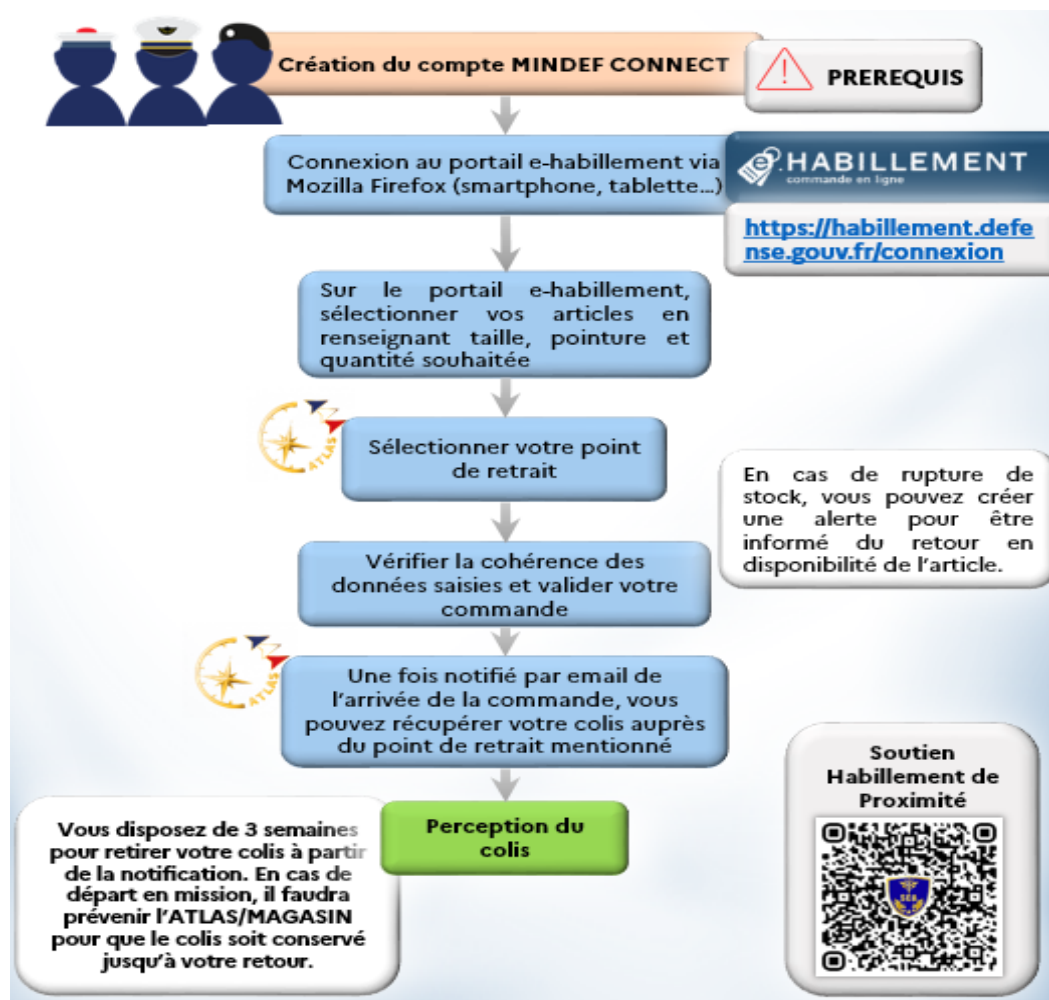 Création du compte MINDEF CONNECT
PREREQUIS
Connexion au portail e-habillement via
Mozilla Firefox (smartphone, tablette...)
e.HABILLEMENT
commande en ligne
https://habillement.defe
nse.gouv.fr/connexion
Sur le portail e-habillement,
sélectionner vos articles en
renseignant taille, pointure et
quantité souhaitée
ATLAS
Sélectionner votre point
de retrait
En cas de rupture de
stock, vous pouvez créer
une alerte pour être
informé du retour en
disponibilité de l'article.
Vérifier la cohérence des
données saisies et valider votre
commande
ATLAS
Une fois notifié par email de
l'arrivée de la commande, vous
pouvez récupérer votre colis auprès
du point de retrait mentionné
Soutien
Habillement de
Proximité
Perception du
colis
Vous disposez de 3 semaines
pour retirer votre colis à partir
de la notification. En cas de
départ en mission, il faudra
prévenir l'ATLAS/MAGASIN
pour que le colis soit conservé
jusqu'à votre retour.